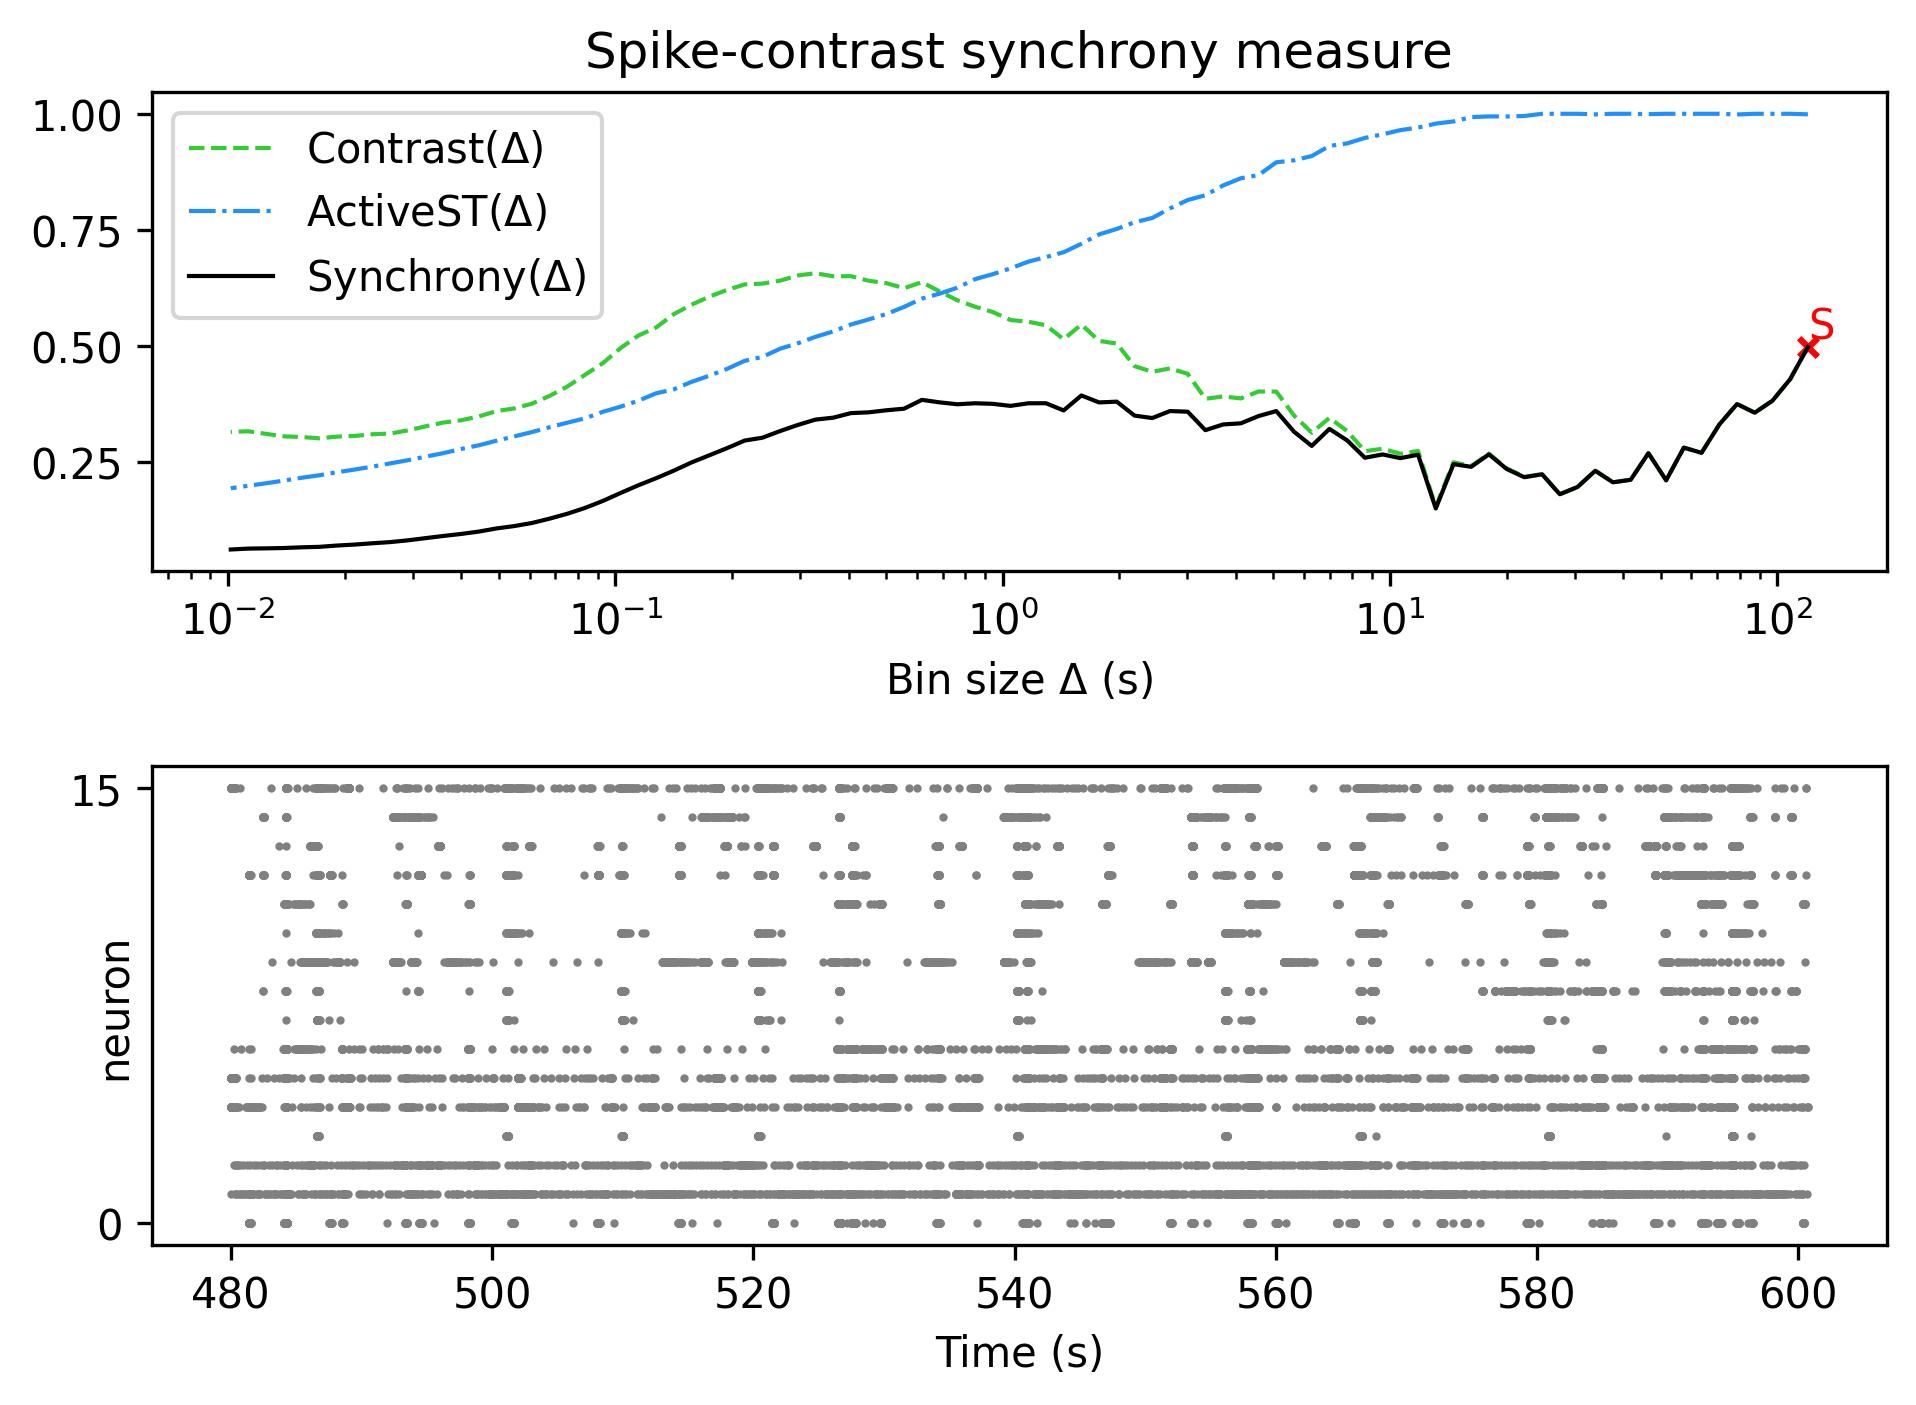 Spike-contrast synchrony measure
1.00
0.75
0.50
0.25
Contrast(Δ)
ActiveST(Δ)
Synchrony(Δ)
S
10⁻² 10⁻¹ 10⁰ 10¹ 10²
Bin size Δ (s)
15
0
neuron
480 500 520 540 560 580 600
Time (s)